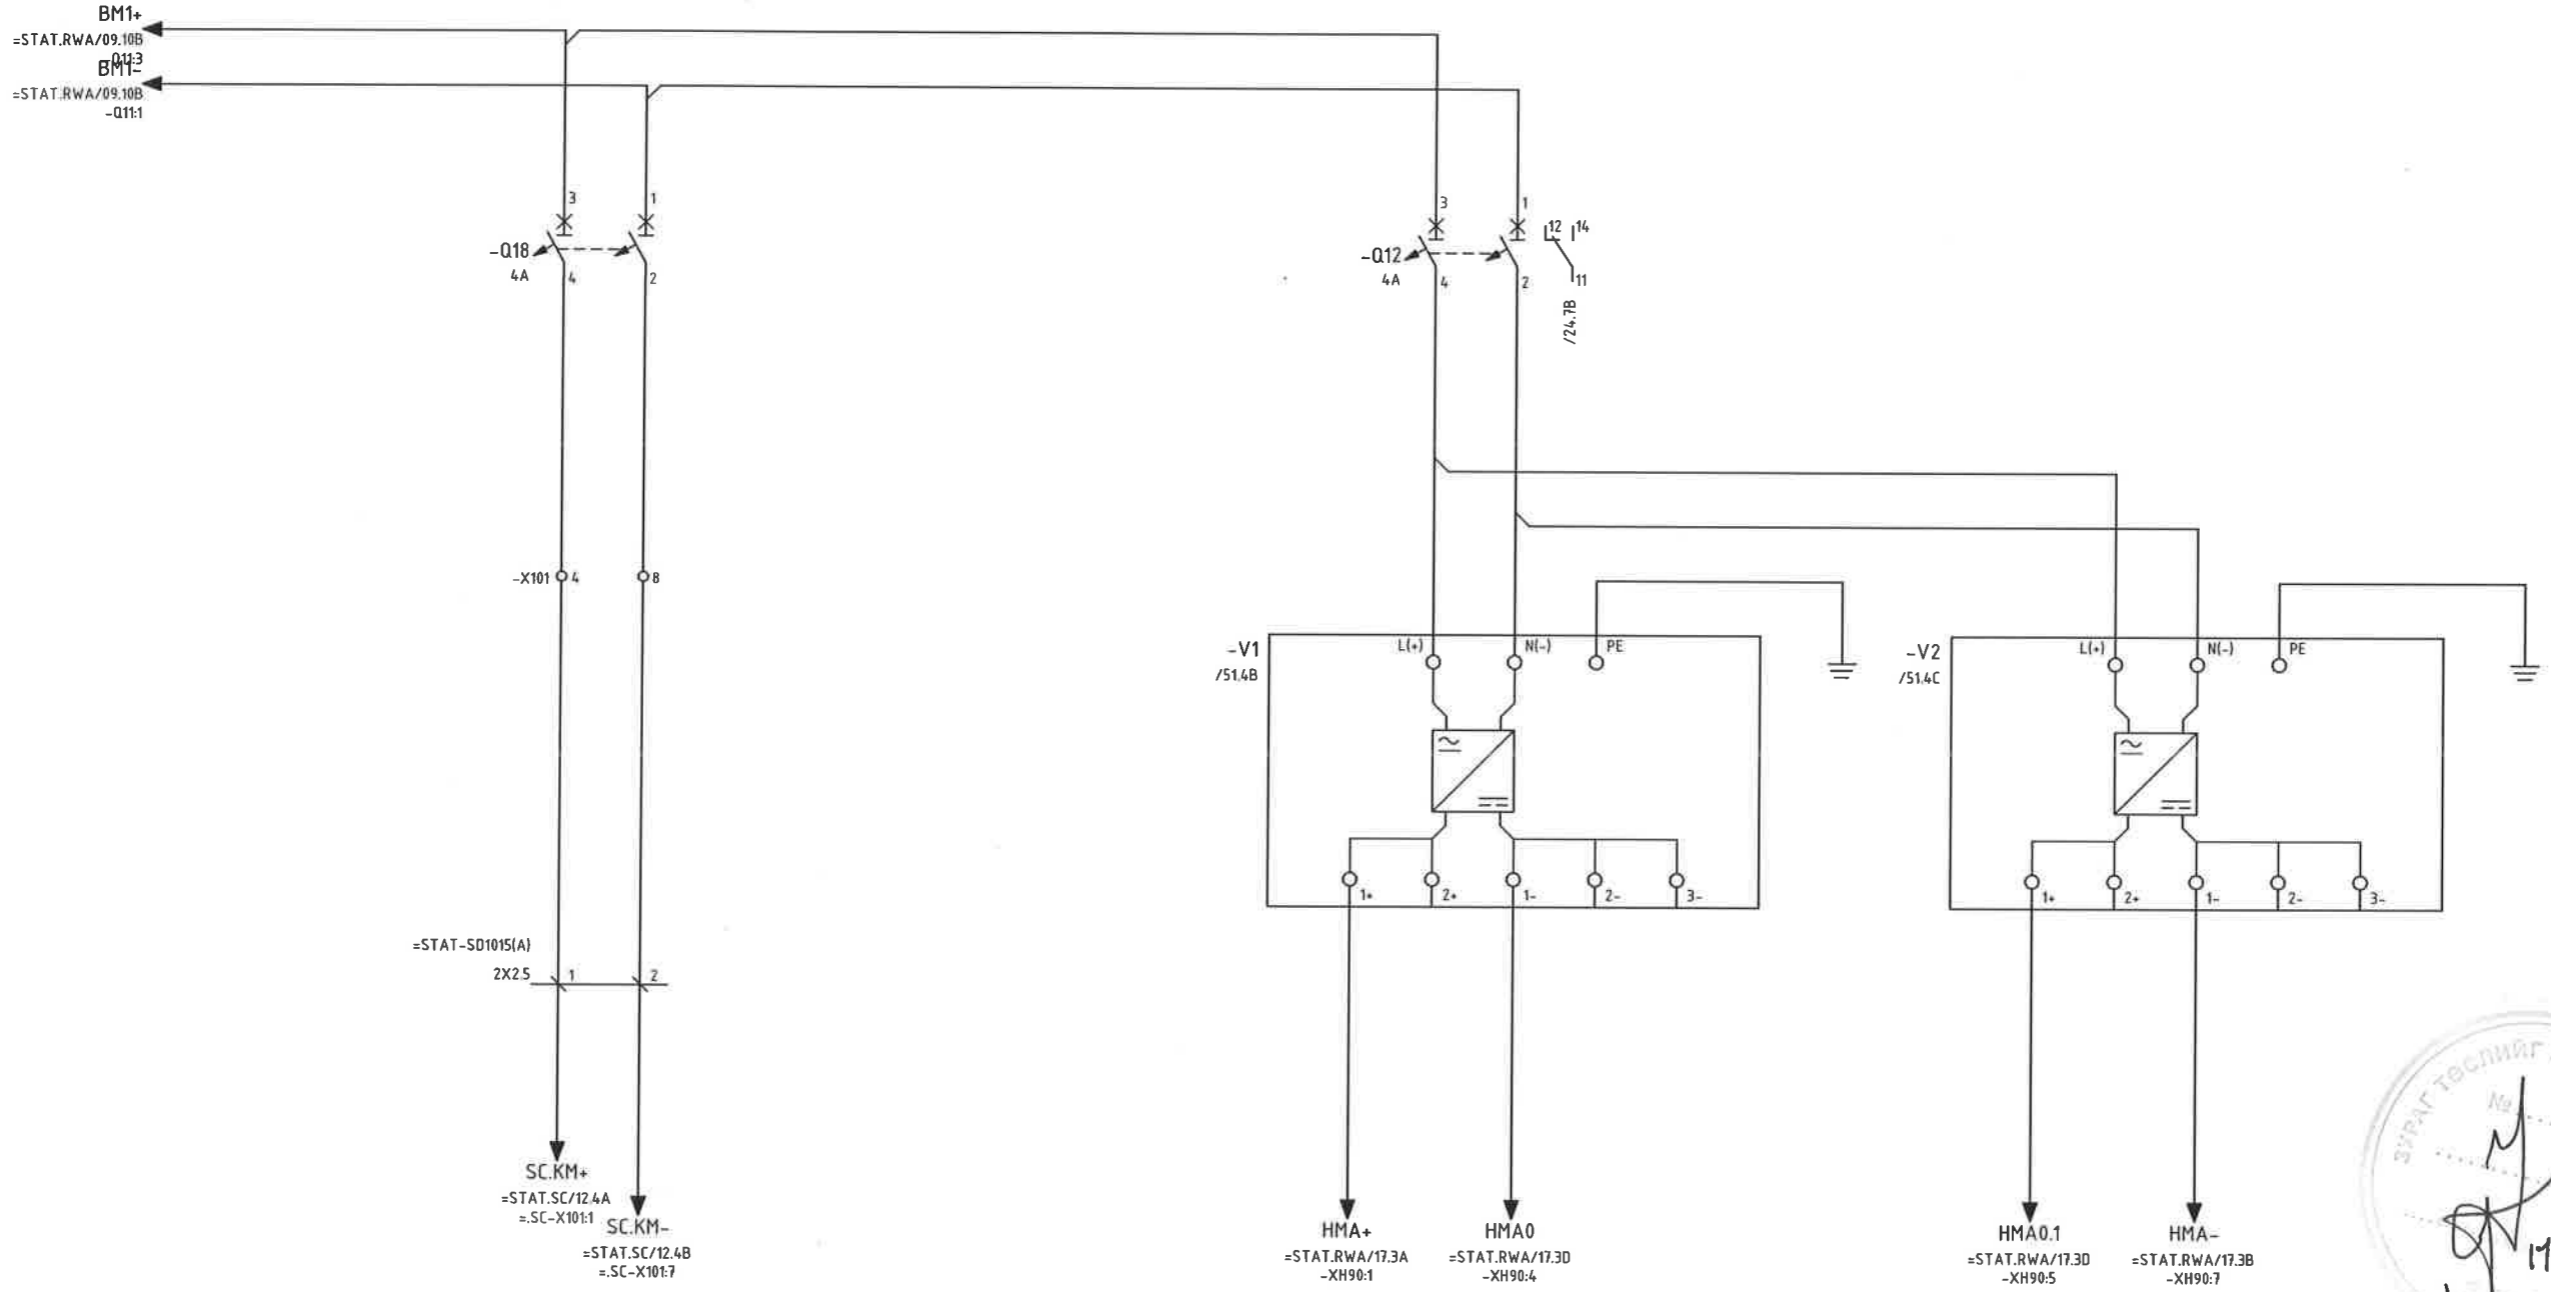 BM1+
=STAT.RWA/09.10B
-Q11:3
BM1-
=STAT.RWA/09.10B
-Q11:1
3
1
-Q18
4A
4
2
3
1
-Q12
4A
4
2
12
14
11
/24.7B
-X101
4
8
-V1
/51.4B
L(+)
N(-)
PE
1+
2+
1-
2-
3-
-V2
/51.4C
L(+)
N(-)
PE
1+
2+
1-
2-
3-
=STAT-SD1015(A)
2X2.5
1
2
SC.KM+
=STAT.SC/12.4A
=.SC-X101:1
SC.KM-
=STAT.SC/12.4B
=.SC-X101:7
HMA+
=STAT.RWA/17.3A
-XH90:1
HMA0
=STAT.RWA/17.3D
-XH90:4
HMA0.1
=STAT.RWA/17.3D
-XH90:5
HMA-
=STAT.RWA/17.3B
-XH90:7
ЗУРАГ ТӨСЛИЙГ
№